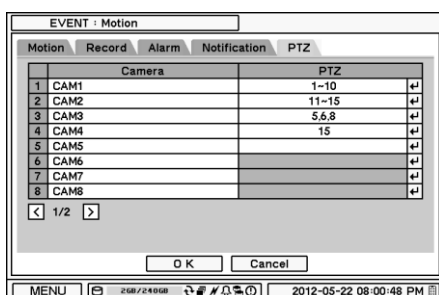 EVENT : Motion
Motion Record Alarm Notification PTZ
Camera PTZ
1 CAM1 1~10
2 CAM2 11~15
3 CAM3 5,6,8
4 CAM4 15
5 CAM5
6 CAM6
7 CAM7
8 CAM8
< 1/2 >
OK Cancel
MENU 2GB/240GB 2012-05-22 08:00:48 PM